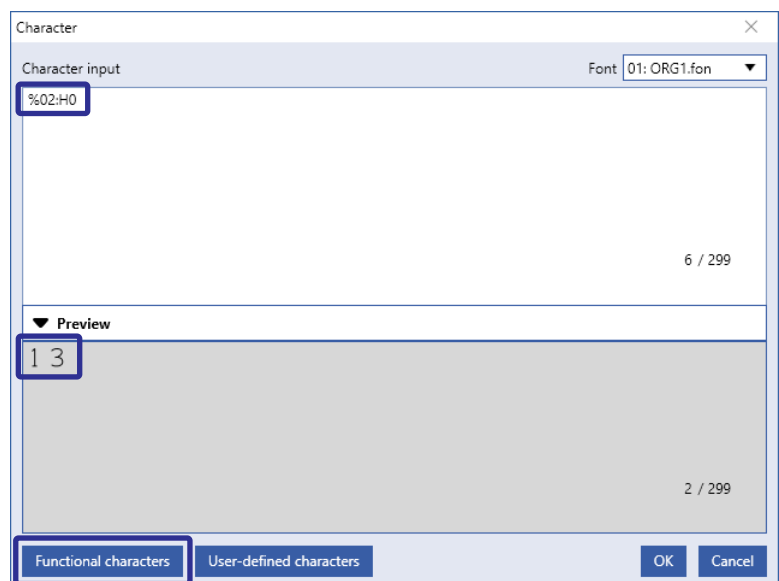 Character
Character input Font 01: ORG1.fon
%02:H0
6 / 299
Preview
1 3
2 / 299
Functional characters User-defined characters OK Cancel